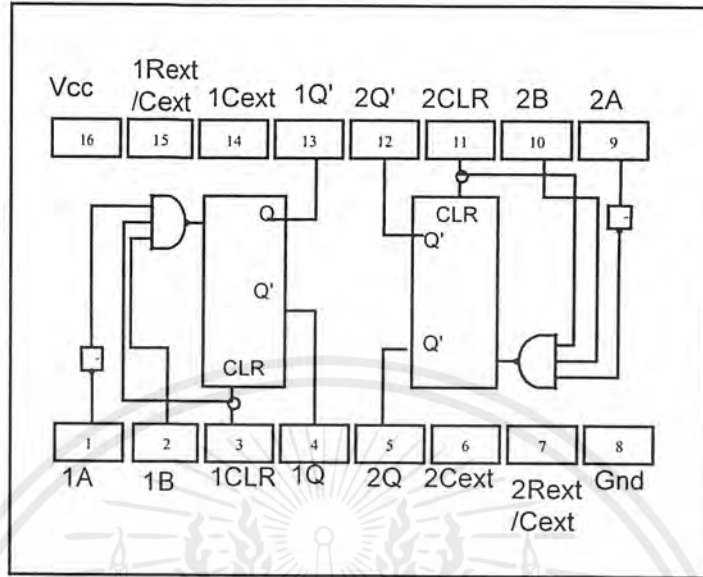 Vcc
1Rext
/Cext
1Cext
1Q'
2Q'
2CLR
2B
2A
16
15
14
13
12
11
10
9
Q
Q'
CLR
CLR
Q'
Q'
1
2
3
4
5
6
7
8
1A
1B
1CLR
1Q
2Q
2Cext
2Rext
/Cext
Gnd